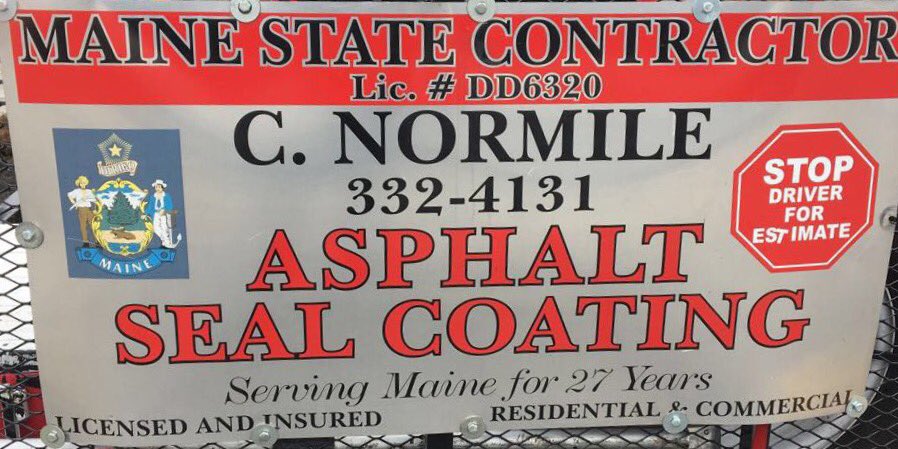 MAINE STATE CONTRACTOR
Lic. # DD6320
C. NORMILE
332-4131
STOP
DRIVER
FOR
ESTIMATE
DIRIGO
MAINE
ASPHALT
SEAL COATING
Serving Maine for 27 Years
LICENSED AND INSURED
RESIDENTIAL & COMMERCIAL